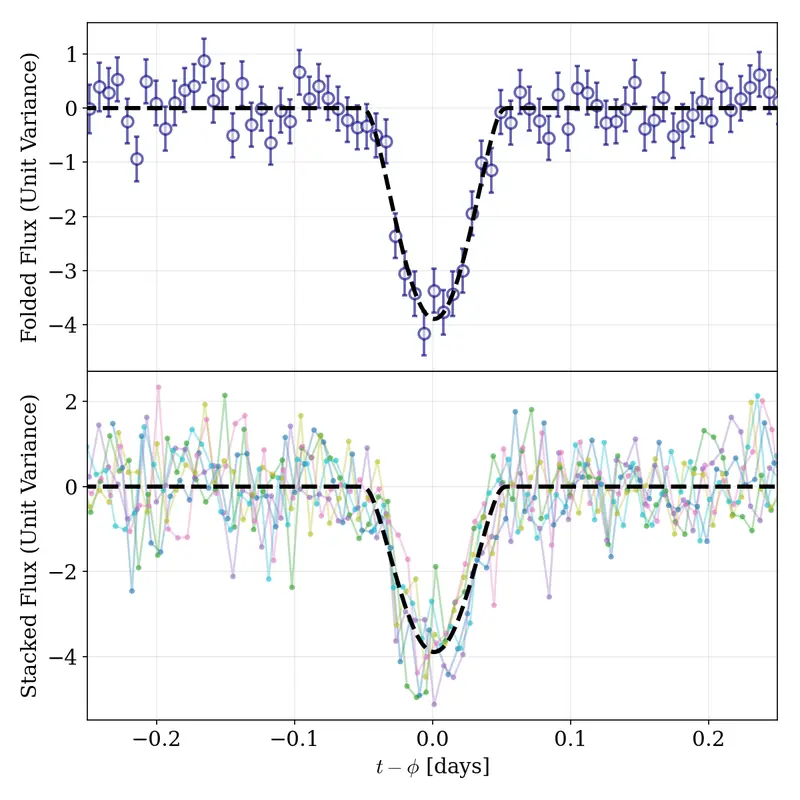 Folded Flux (Unit Variance)
1
0
−1
−2
−3
−4
Stacked Flux (Unit Variance)
2
0
−2
−4
−0.2 −0.1 0.0 0.1 0.2
t − ϕ [days]